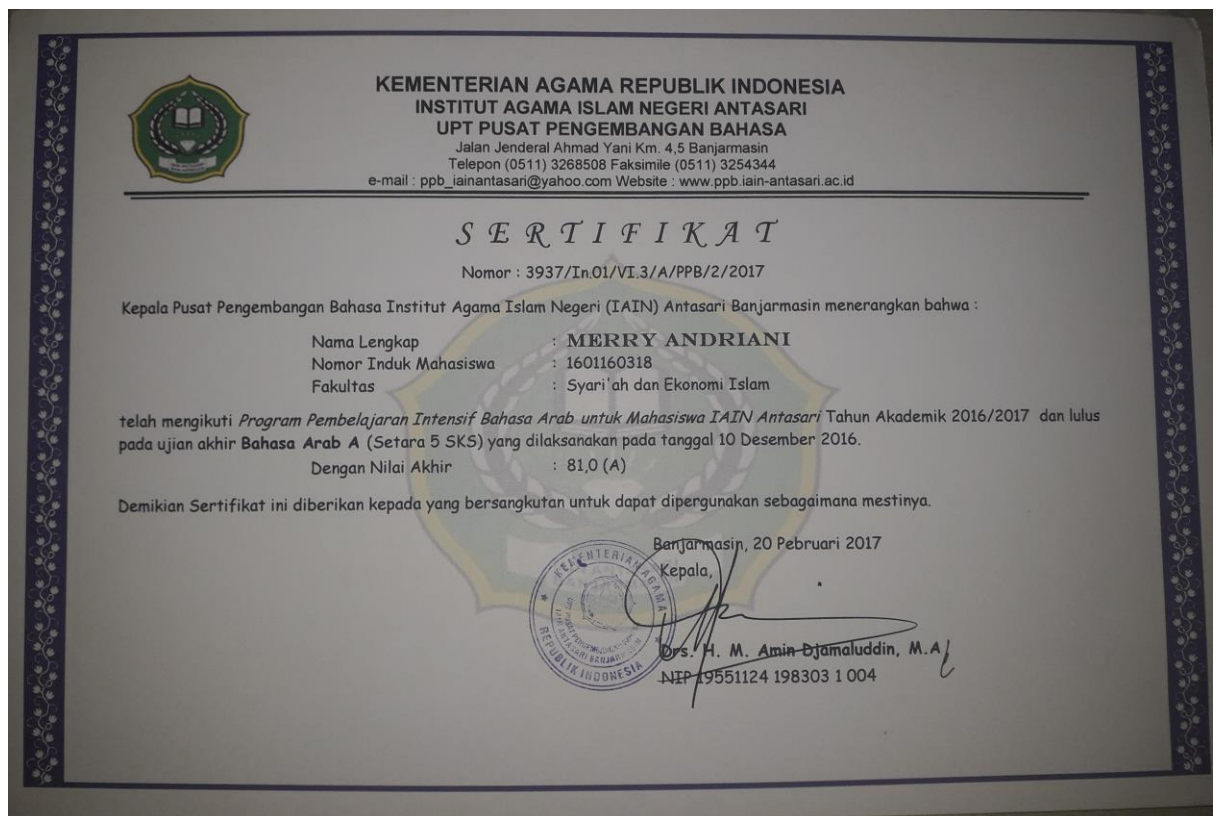 KEMENTERIAN AGAMA REPUBLIK INDONESIA
INSTITUT AGAMA ISLAM NEGERI ANTASARI
UPT PUSAT PENGEMBANGAN BAHASA
Jalan Jenderal Ahmad Yani Km. 4,5 Banjarmasin
Telepon (0511) 3268508 Faksimile (0511) 3254344
e-mail : ppb_iainantasari@yahoo.com Website : www.ppb.iain-antasari.ac.id
SERTIFIKAT
Nomor : 3937/In.01/VI.3/A/PPB/2/2017
Kepala Pusat Pengembangan Bahasa Institut Agama Islam Negeri (IAIN) Antasari Banjarmasin menerangkan bahwa :
Nama Lengkap : MERRY ANDRIANI
Nomor Induk Mahasiswa : 1601160318
Fakultas : Syari'ah dan Ekonomi Islam
telah mengikuti Program Pembelajaran Intensif Bahasa Arab untuk Mahasiswa IAIN Antasari Tahun Akademik 2016/2017 dan lulus
pada ujian akhir Bahasa Arab A (Setara 5 SKS) yang dilaksanakan pada tanggal 10 Desember 2016.
Dengan Nilai Akhir : 81,0 (A)
Demikian Sertifikat ini diberikan kepada yang bersangkutan untuk dapat dipergunakan sebagaimana mestinya.
Banjarmasin, 20 Pebruari 2017
Kepala,
Drs. H. M. Amin Djamaluddin, M.A
NIP 19551124 198303 1 004
KEMENTERIAN AGAMA
REPUBLIK INDONESIA